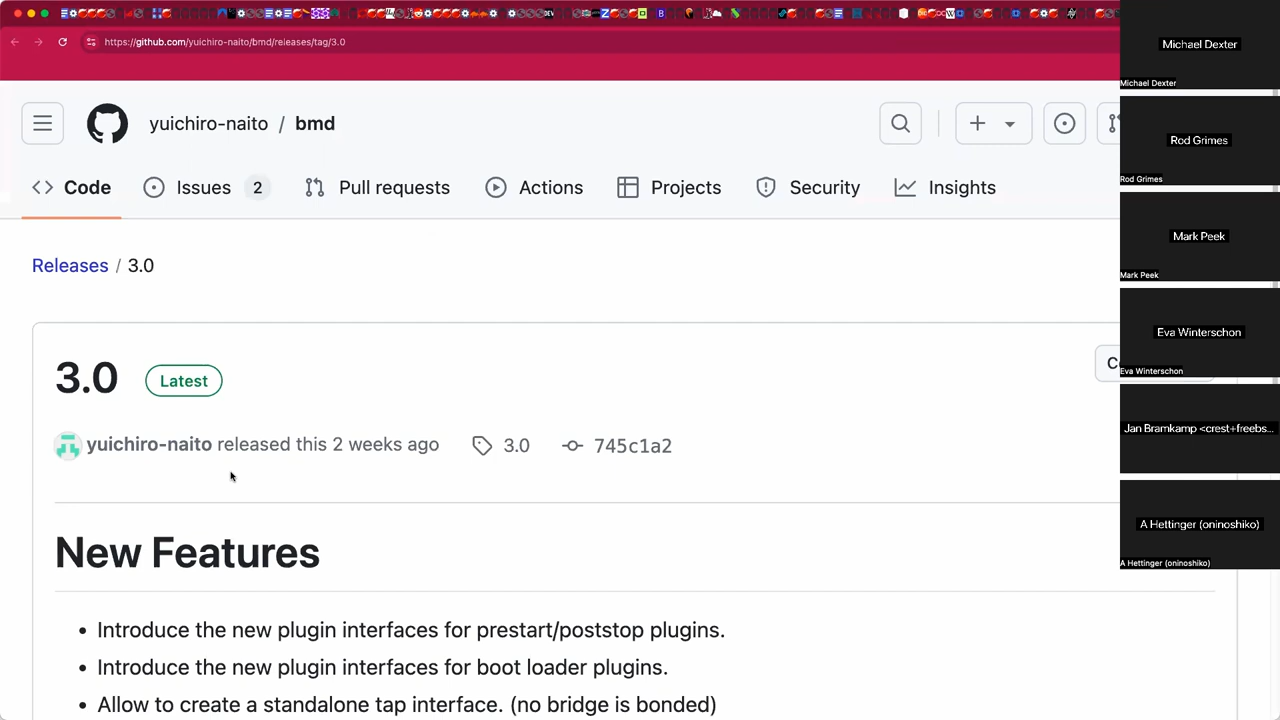 https://github.com/yuichiro-naito/bmd/releases/tag/3.0
yuichiro-naito / bmd
Code
Issues 2
Pull requests
Actions
Projects
Security
Insights
Releases / 3.0
3.0 Latest
yuichiro-naito released this 2 weeks ago 3.0 745c1a2
New Features
• Introduce the new plugin interfaces for prestart/poststop plugins.
• Introduce the new plugin interfaces for boot loader plugins.
• Allow to create a standalone tap interface. (no bridge is bonded)
Michael Dexter
Michael Dexter
Rod Grimes
Rod Grimes
Mark Peek
Mark Peek
Eva Winterschon
Eva Winterschon
Jan Bramkamp <crest+freebs...
A Hettinger (oninoshiko)
A Hettinger (oninoshiko)